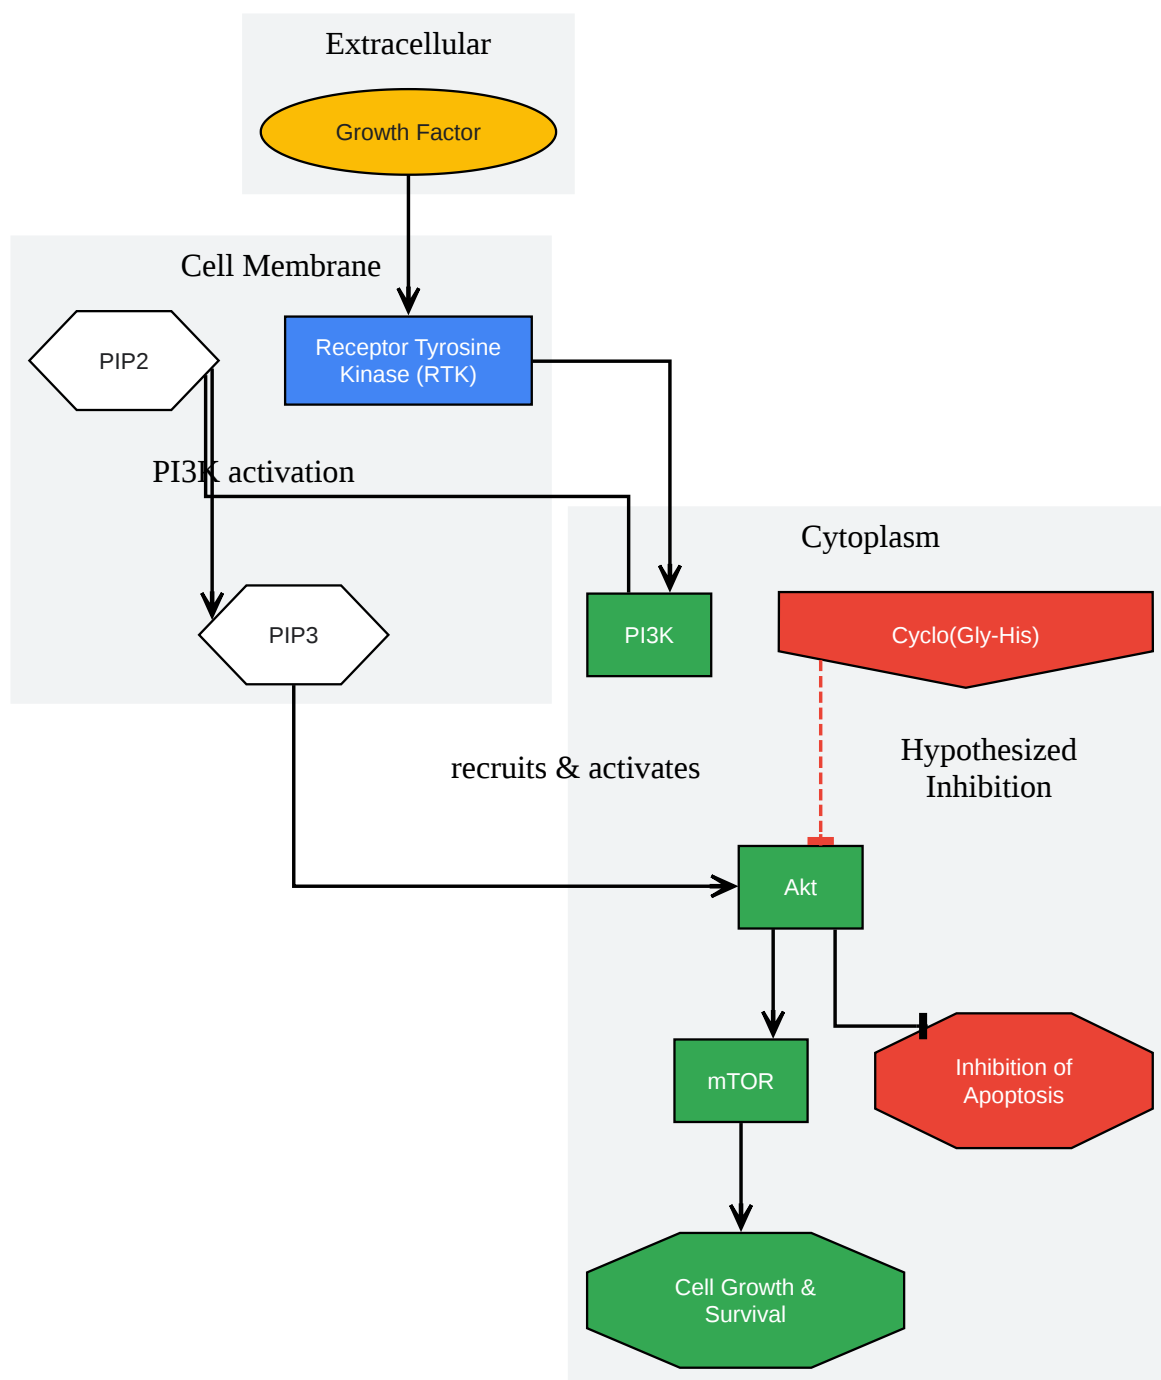 Extracellular
Growth Factor
Cell Membrane
PIP2
Receptor Tyrosine
Kinase (RTK)
PI3K activation
Cytoplasm
PIP3
PI3K
Cyclo(Gly-His)
recruits & activates
Hypothesized
Inhibition
Akt
mTOR
Inhibition of
Apoptosis
Cell Growth &
Survival